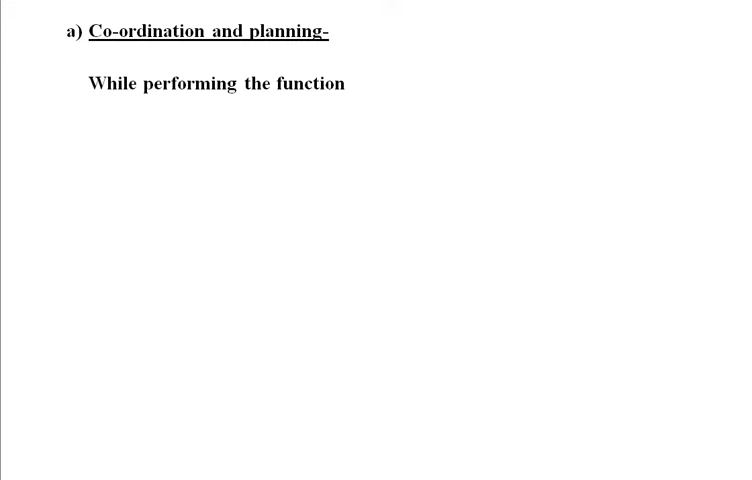 a) Co-ordination and planning-
While performing the function